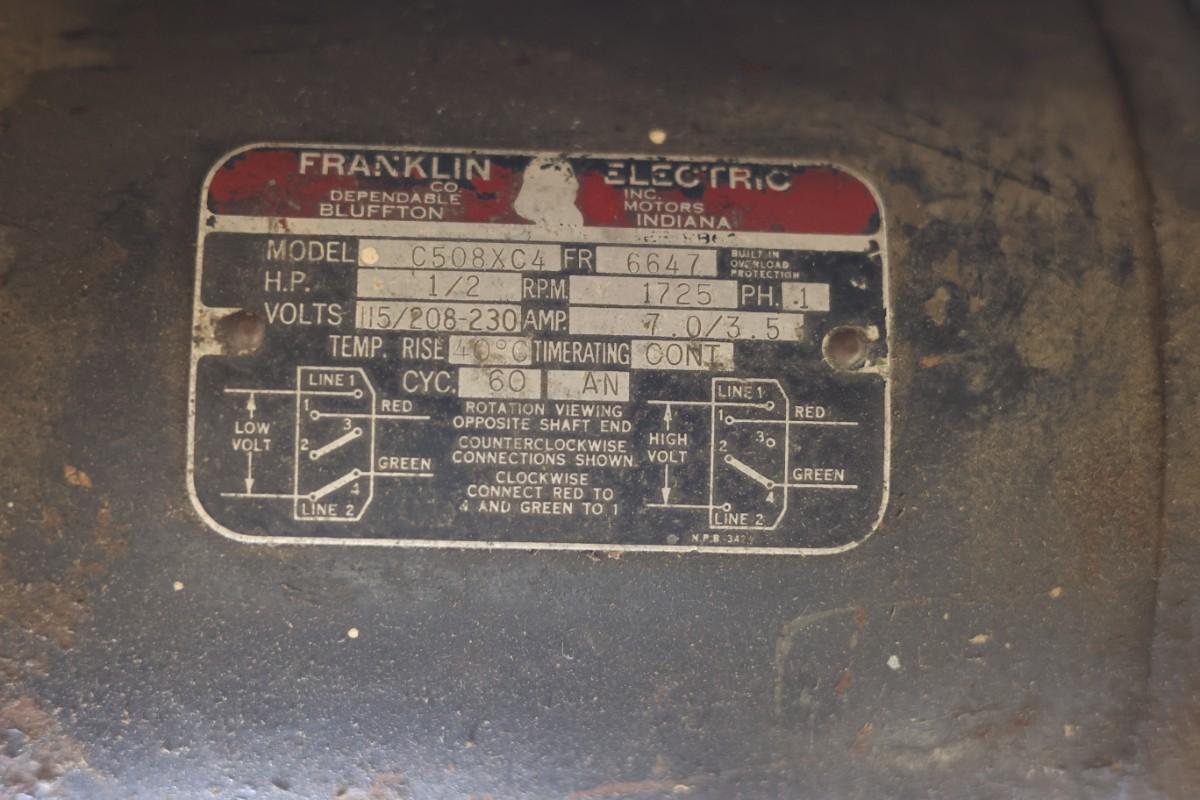 FRANKLIN ELECTRIC
CO. INC.
DEPENDABLE MOTORS
BLUFFTON INDIANA
MODEL C508XC4 FR 6647 BUILT IN OVERLOAD PROTECTION
H.P. 1/2 RPM 1725 PH. 1
VOLTS 115/208-230 AMP. 7.0/3.5
TEMP. RISE 40°C TIMERATING CONT
CYC. 60 AN
LINE 1
1 RED
LOW VOLT
3
2
GREEN
4
LINE 2
ROTATION VIEWING
OPPOSITE SHAFT END
COUNTERCLOCKWISE
CONNECTIONS SHOWN
CLOCKWISE
CONNECT RED TO
4 AND GREEN TO 1
LINE 1
1 RED
HIGH VOLT
3
2
GREEN
4
LINE 2